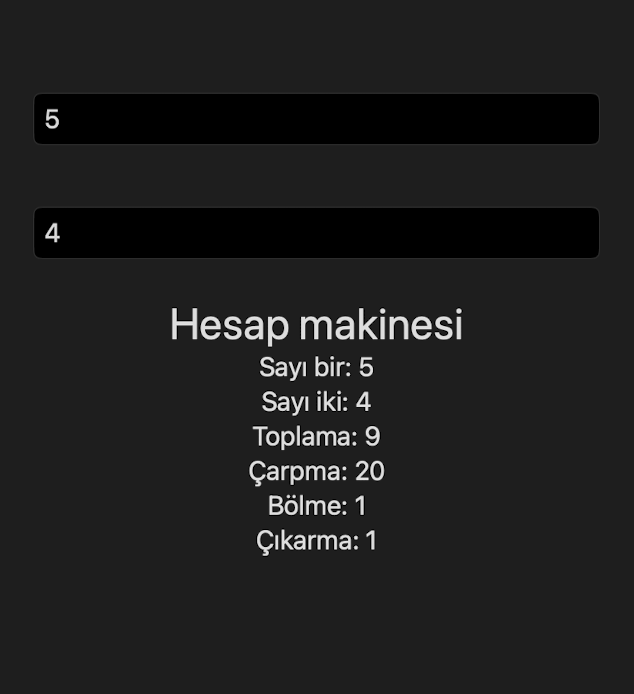 5
4
Hesap makinesi
Sayı bir: 5
Sayı iki: 4
Toplama: 9
Çarpma: 20
Bölme: 1
Çıkarma: 1